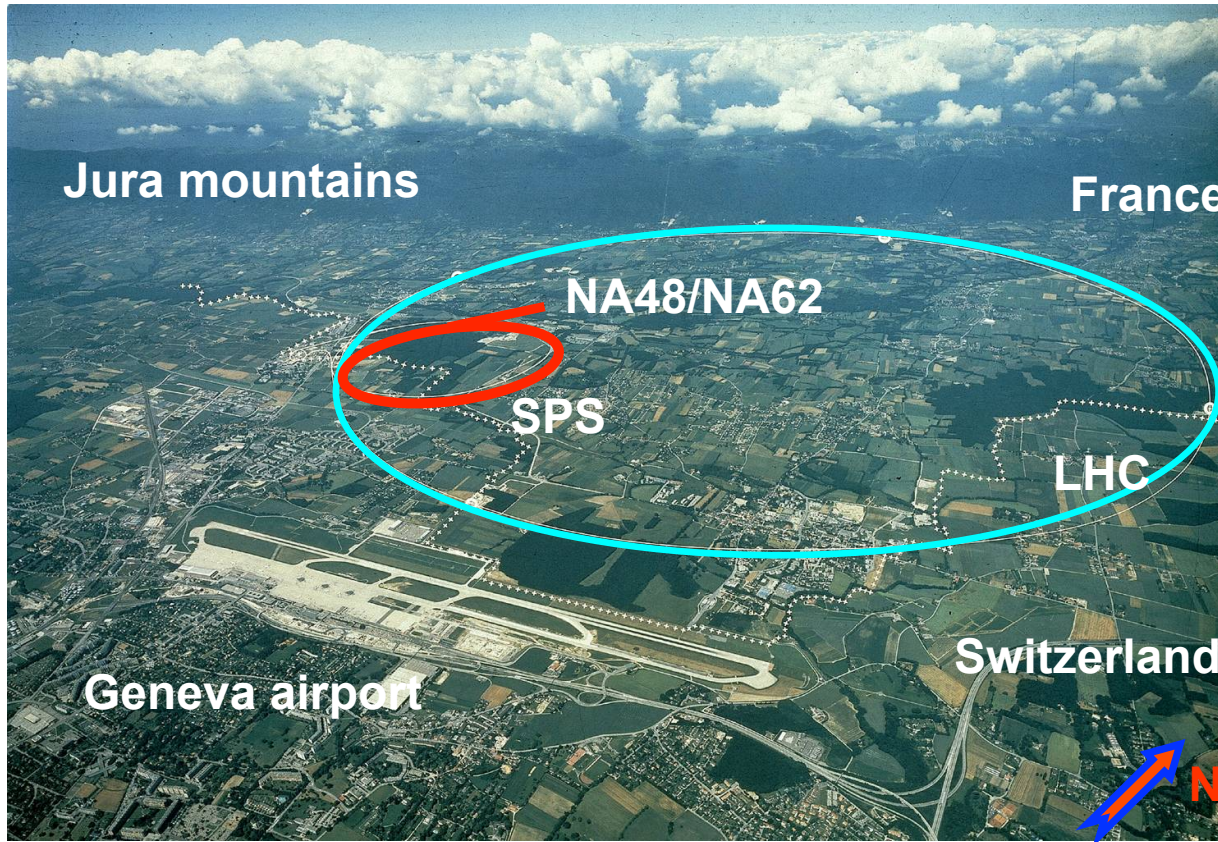 Jura mountains
France
NA48/NA62
SPS
LHC
Switzerland
Geneva airport
N